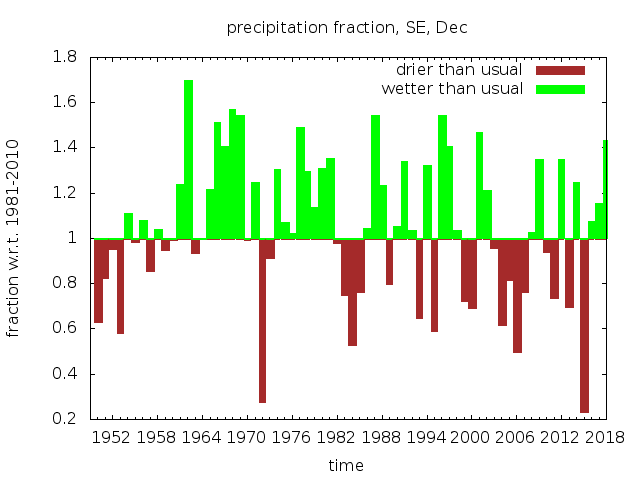 precipitation fraction, SE, Dec
drier than usual
wetter than usual
fraction w.r.t. 1981-2010
1.8
1.6
1.4
1.2
1
0.8
0.6
0.4
0.2
1952 1958 1964 1970 1976 1982 1988 1994 2000 2006 2012 2018
time